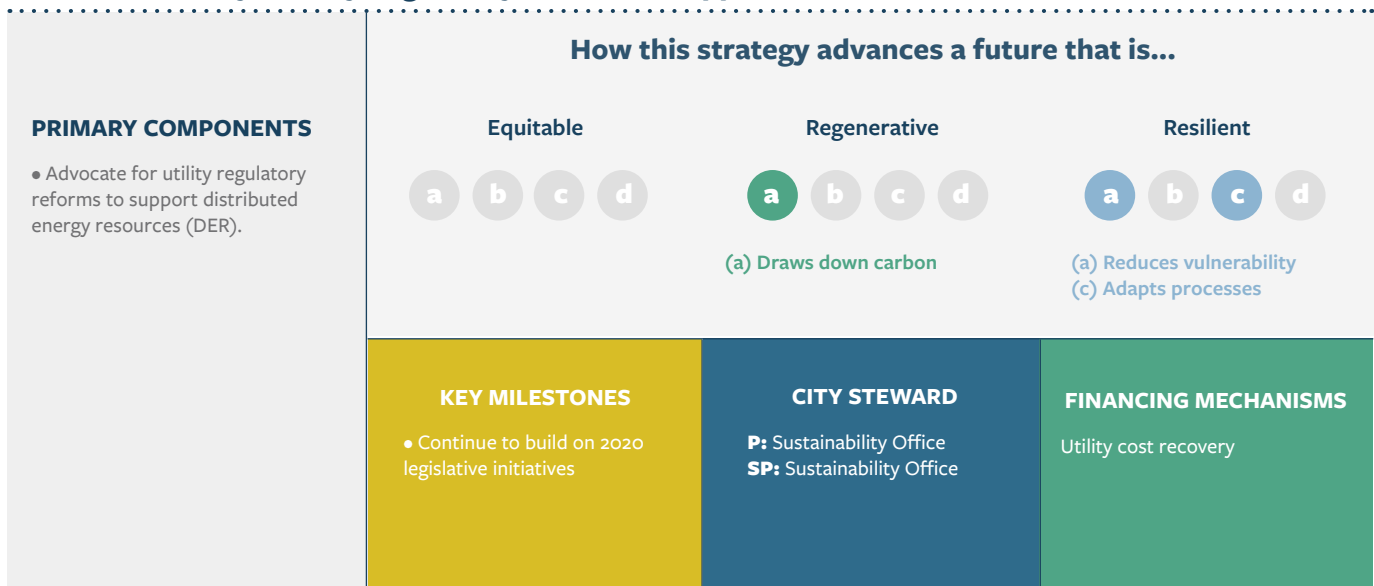 How this strategy advances a future that is...
PRIMARY COMPONENTS
• Advocate for utility regulatory
reforms to support distributed
energy resources (DER).
Equitable
a b c d
Regenerative
a b c d
(a) Draws down carbon
Resilient
a b c d
(a) Reduces vulnerability
(c) Adapts processes
KEY MILESTONES
• Continue to build on 2020
legislative initiatives
CITY STEWARD
P: Sustainability Office
SP: Sustainability Office
FINANCING MECHANISMS
Utility cost recovery